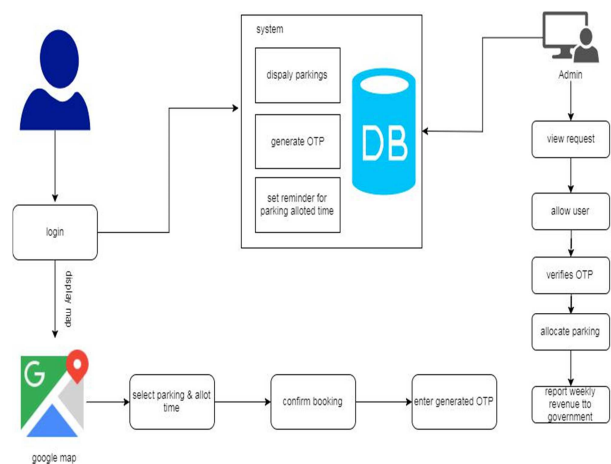 system
dispaly parkings
generate OTP
set reminder for
parking alloted time
DB
Admin
view request
allow user
verifies OTP
allocate parking
report weekly
revenue tto
government
login
display map
G
google map
select parking & allot
time
confirm booking
enter generated OTP